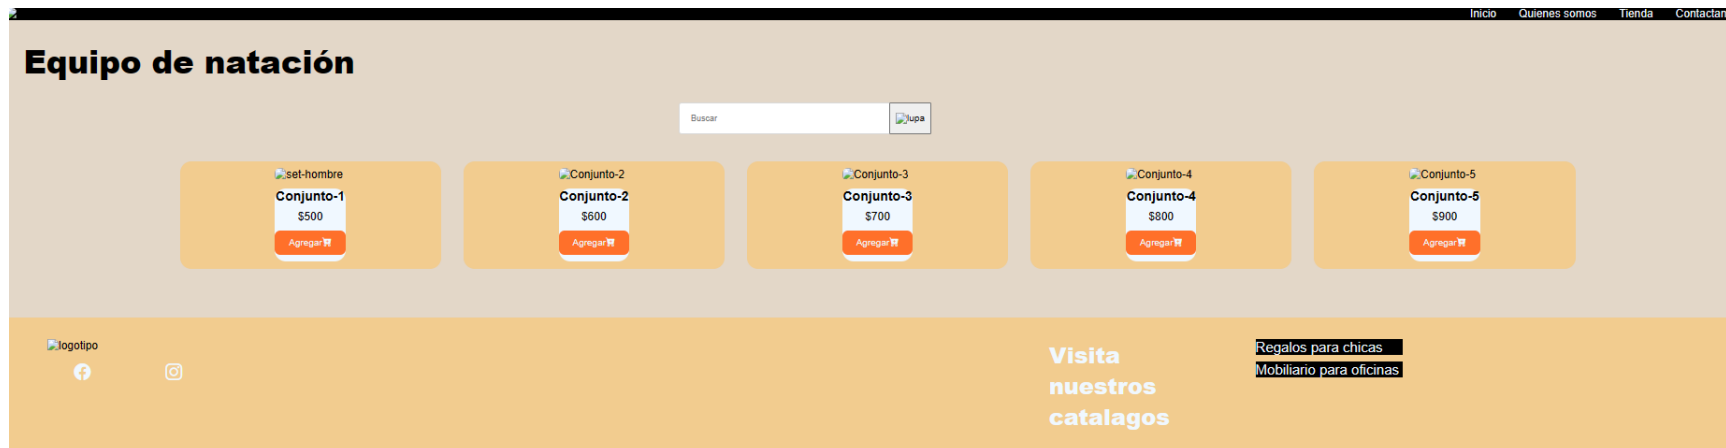 Inicio Quienes somos Tienda Contactan
Equipo de natación
Buscar lupa
set-hombre Conjunto-2 Conjunto-3 Conjunto-4 Conjunto-5
Conjunto-1 Conjunto-2 Conjunto-3 Conjunto-4 Conjunto-5
$500 $600 $700 $800 $900
Agregar Agregar Agregar Agregar Agregar
logotipo
Visita
nuestros
catalagos
Regalos para chicas
Mobiliario para oficinas